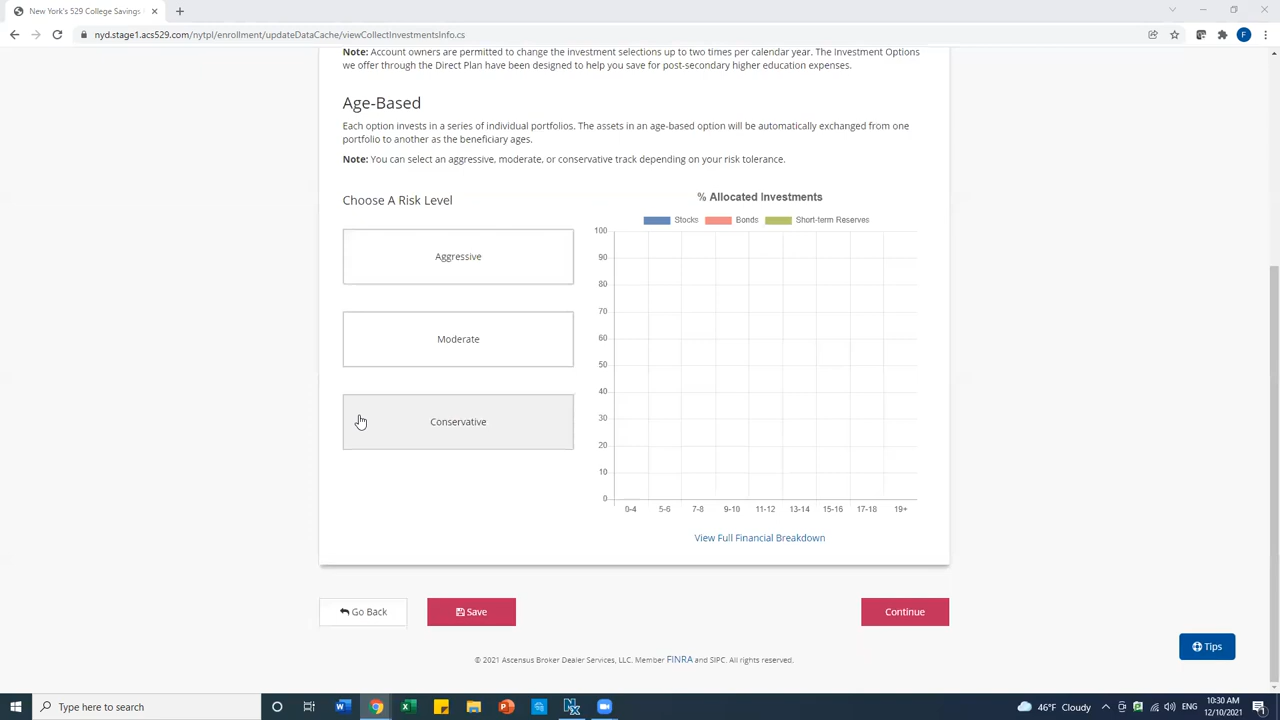 New York's 529 College Savings
nyd.stage1.acs529.com/nytpl/enrollment/updateDataCache/viewCollectInvestmentsInfo.cs
F
Note: Account owners are permitted to change the investment selections up to two times per calendar year. The Investment Options
we offer through the Direct Plan have been designed to help you save for post-secondary higher education expenses.
Age-Based
Each option invests in a series of individual portfolios. The assets in an age-based option will be automatically exchanged from one
portfolio to another as the beneficiary ages.
Note: You can select an aggressive, moderate, or conservative track depending on your risk tolerance.
Choose A Risk Level
Aggressive
Moderate
Conservative
% Allocated Investments
Stocks Bonds Short-term Reserves
100
90
80
70
60
50
40
30
20
10
0
0-4 5-6 7-8 9-10 11-12 13-14 15-16 17-18 19+
View Full Financial Breakdown
Go Back Save Continue
© 2021 Ascensus Broker Dealer Services, LLC. Member FINRA and SIPC. All rights reserved.
Tips
Type here to search
46°F Cloudy
ENG
10:30 AM
12/10/2021